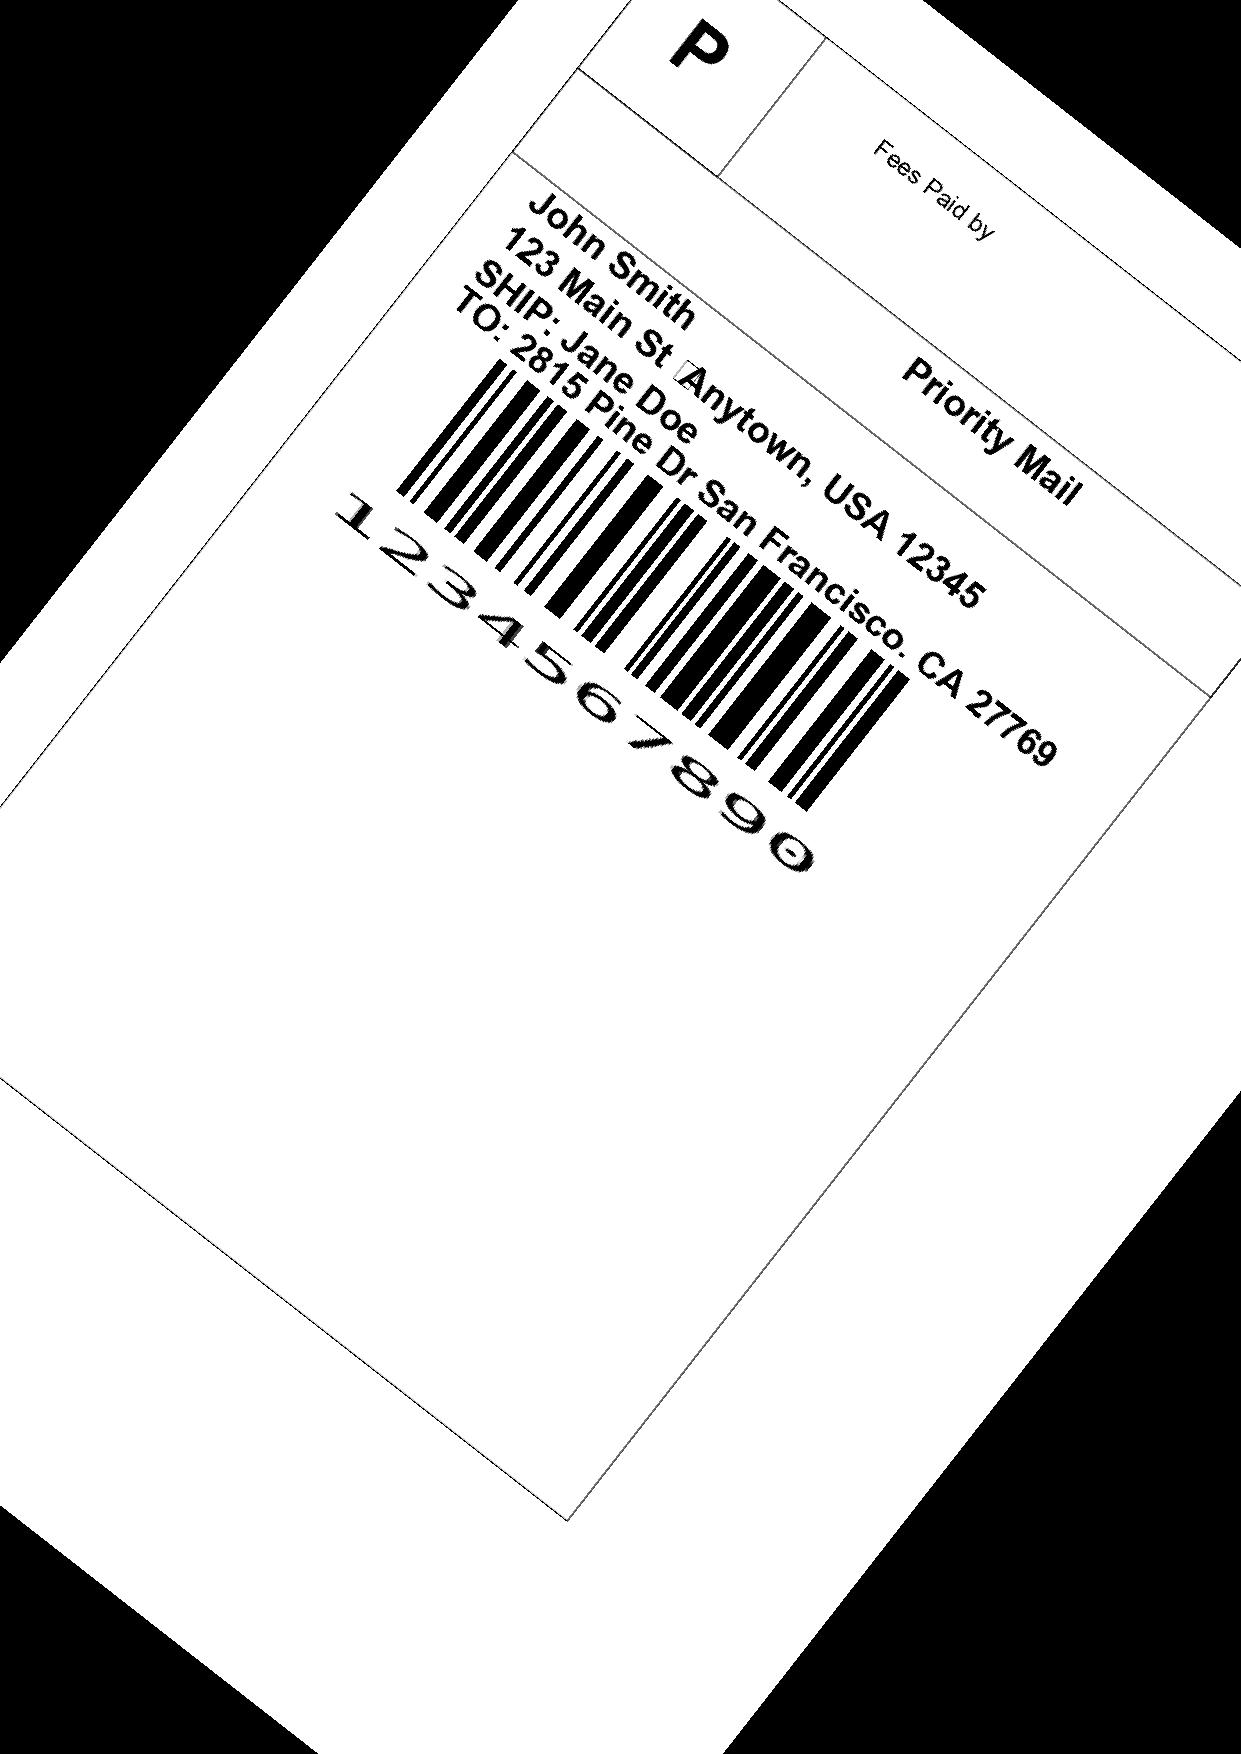 P
Fees Paid by
Priority Mail
John Smith
123 Main St Anytown, USA 12345
SHIP: Jane Doe
TO: 2815 Pine Dr San Francisco. CA 27769
1234567890